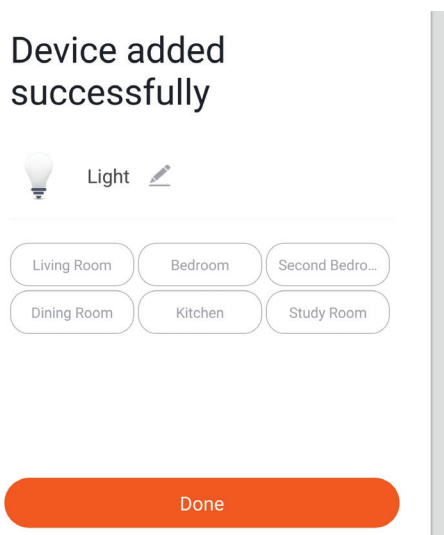 Device added
successfully
Light
Living Room
Bedroom
Second Bedro...
Dining Room
Kitchen
Study Room
Done